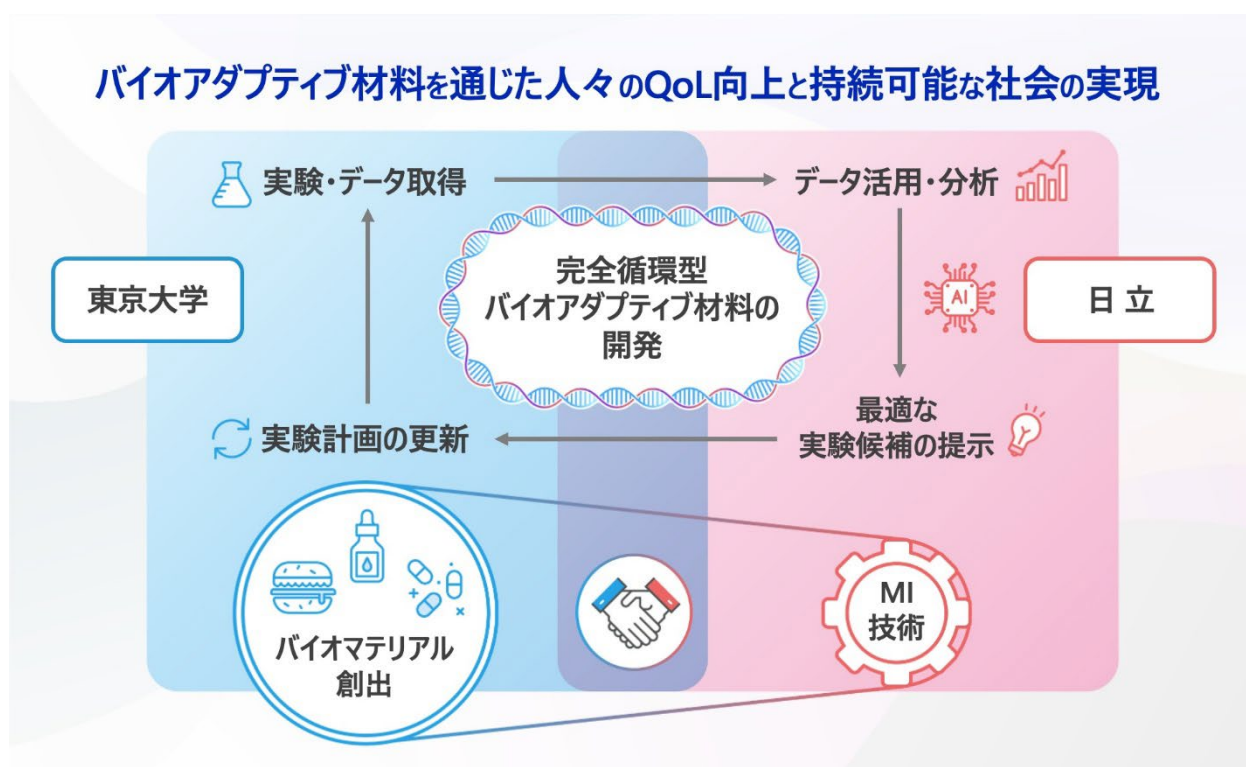 バイオアダプティブ材料を通じた人々のQoL向上と持続可能な社会の実現
実験・データ取得
データ活用・分析
完全循環型
バイオアダプティブ材料の
開発
東京大学
AI
日立
実験計画の更新
最適な
実験候補の提示
バイオマテリアル
創出
MI
技術